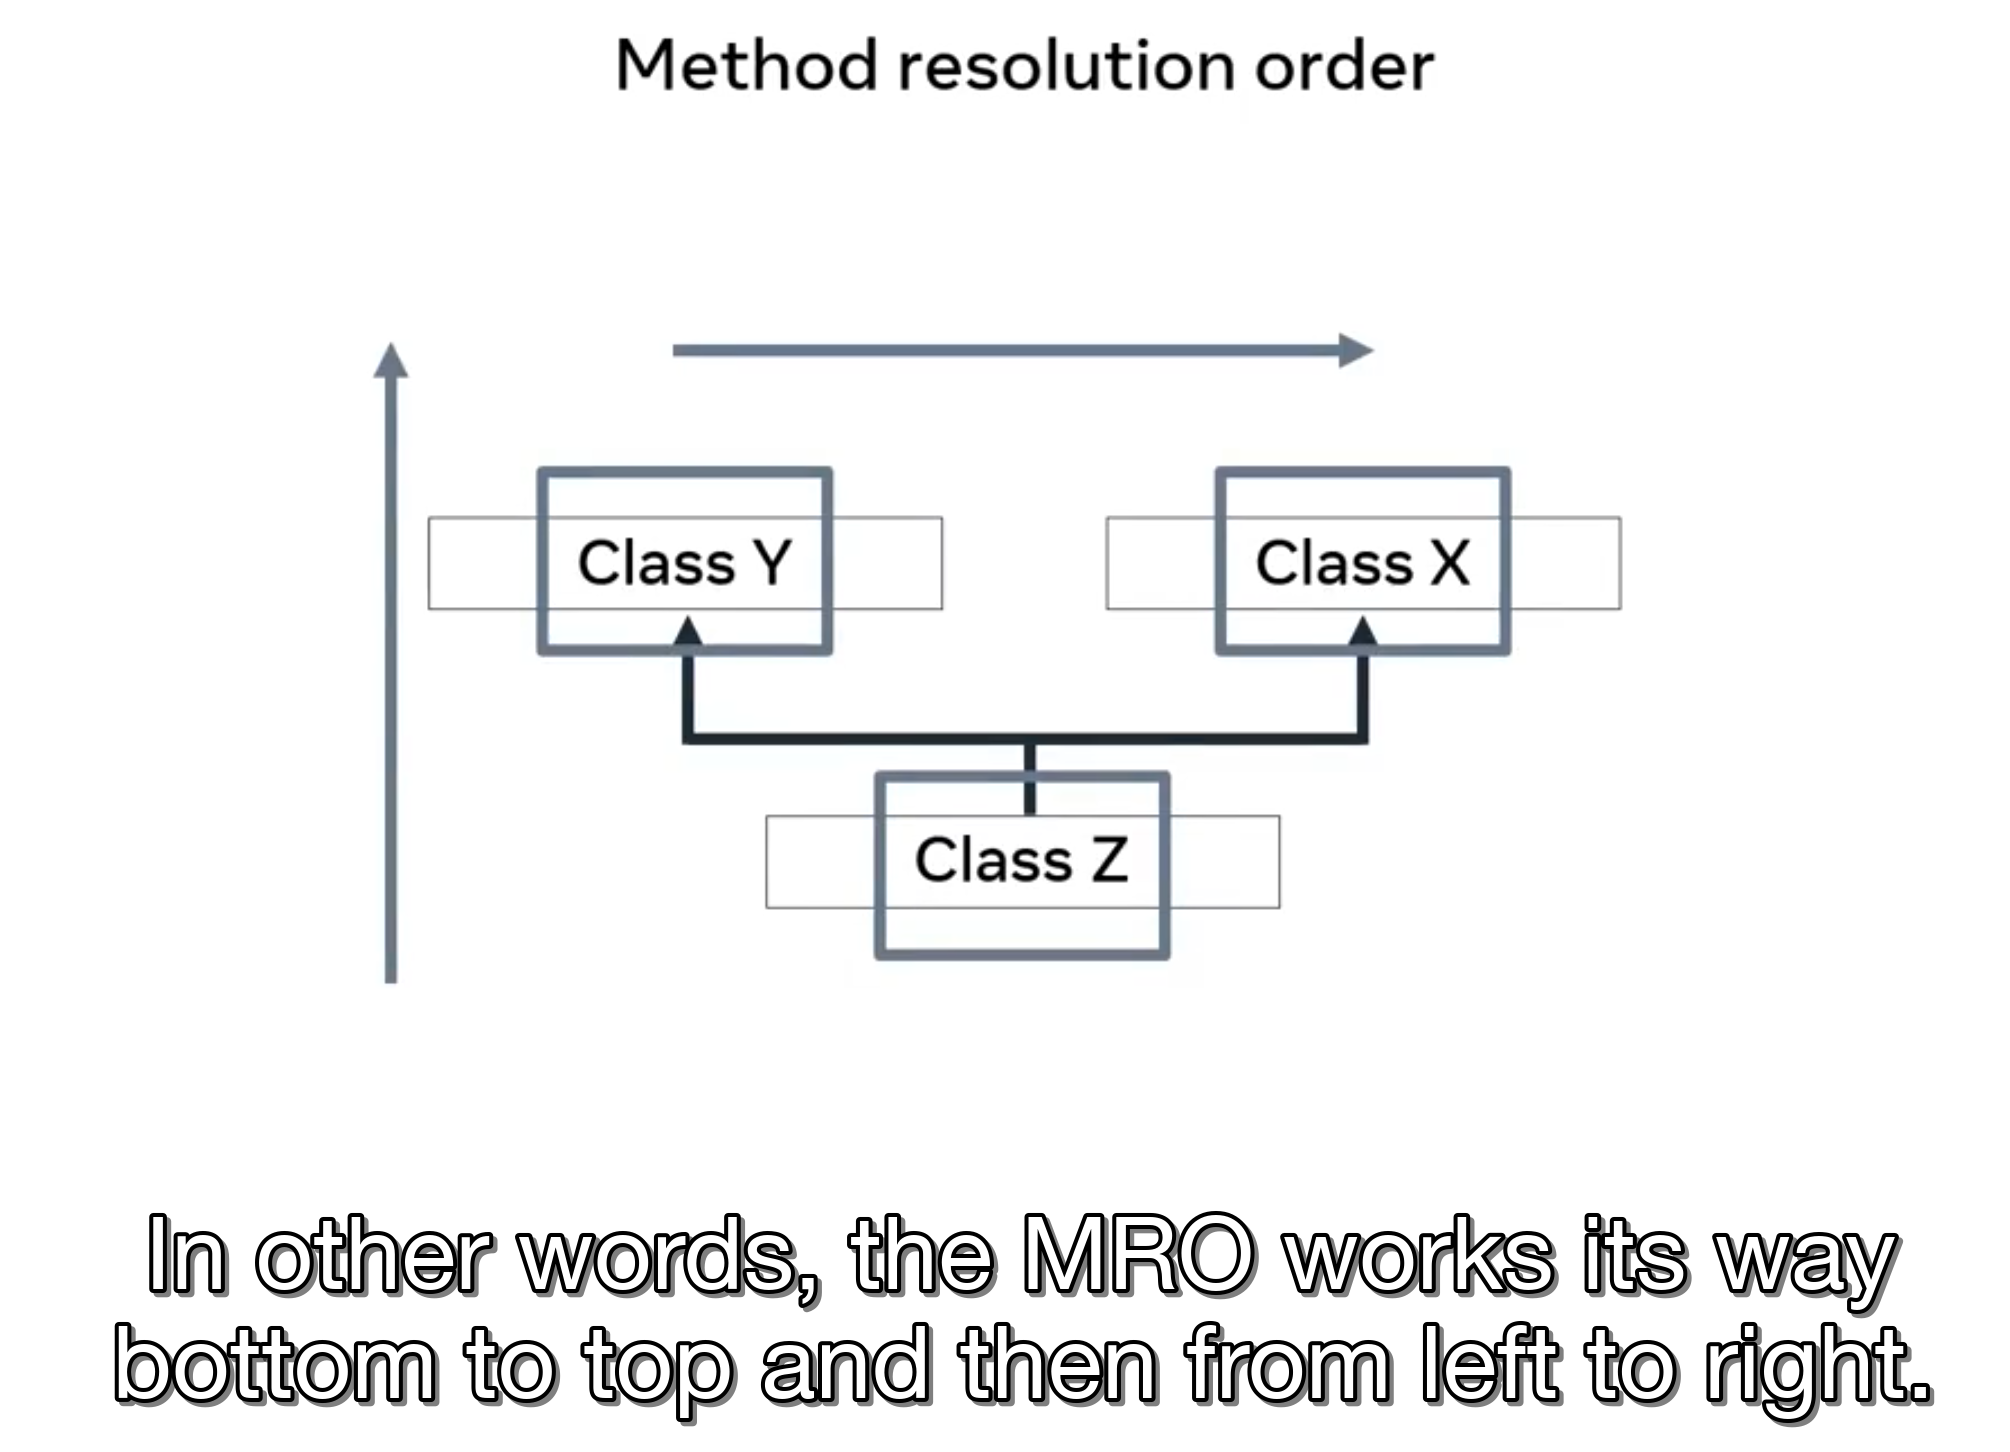 Method resolution order
Class Y
Class X
Class Z
In other words, the MRO works its way
bottom to top and then from left to right.